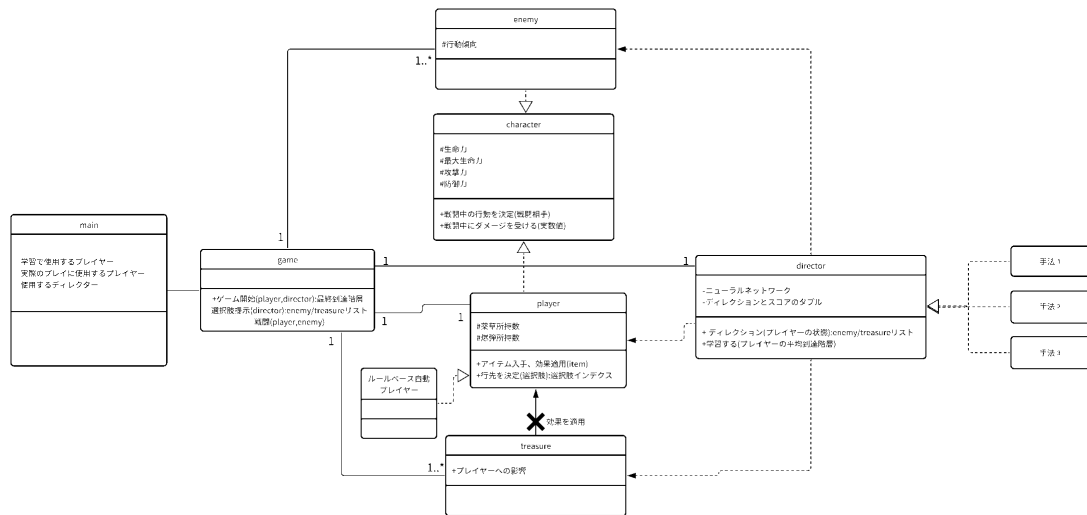 enemy
#行動傾向
1..*
character
#生命力
#最大生命力
#攻撃力
#防御力
+戦闘中の行動を決定(戦闘相手)
+戦闘中にダメージを受ける(実数値)
main
学習で使用するプレイヤー
実際のプレイに使用するプレイヤー
使用するディレクター
1
game
+ゲーム開始(player,director):最終到達階層
選択肢提示(director):enemy/treasureリスト
戦闘(player,enemy)
1
1
director
-ニューラルネットワーク
-ディレクションとスコアのタプル
+ ディレクション(プレイヤーの状態):enemy/treasureリスト
+学習する(プレイヤーの平均到達階層)
手法1
手法2
手法3
1
1
1
player
#薬草所持数
#爆弾所持数
+アイテム入手、効果適用(item)
+行先を決定(選択肢):選択肢インデクス
ルールベース自動
プレイヤー
効果を適用
treasure
1..*
+プレイヤーへの影響